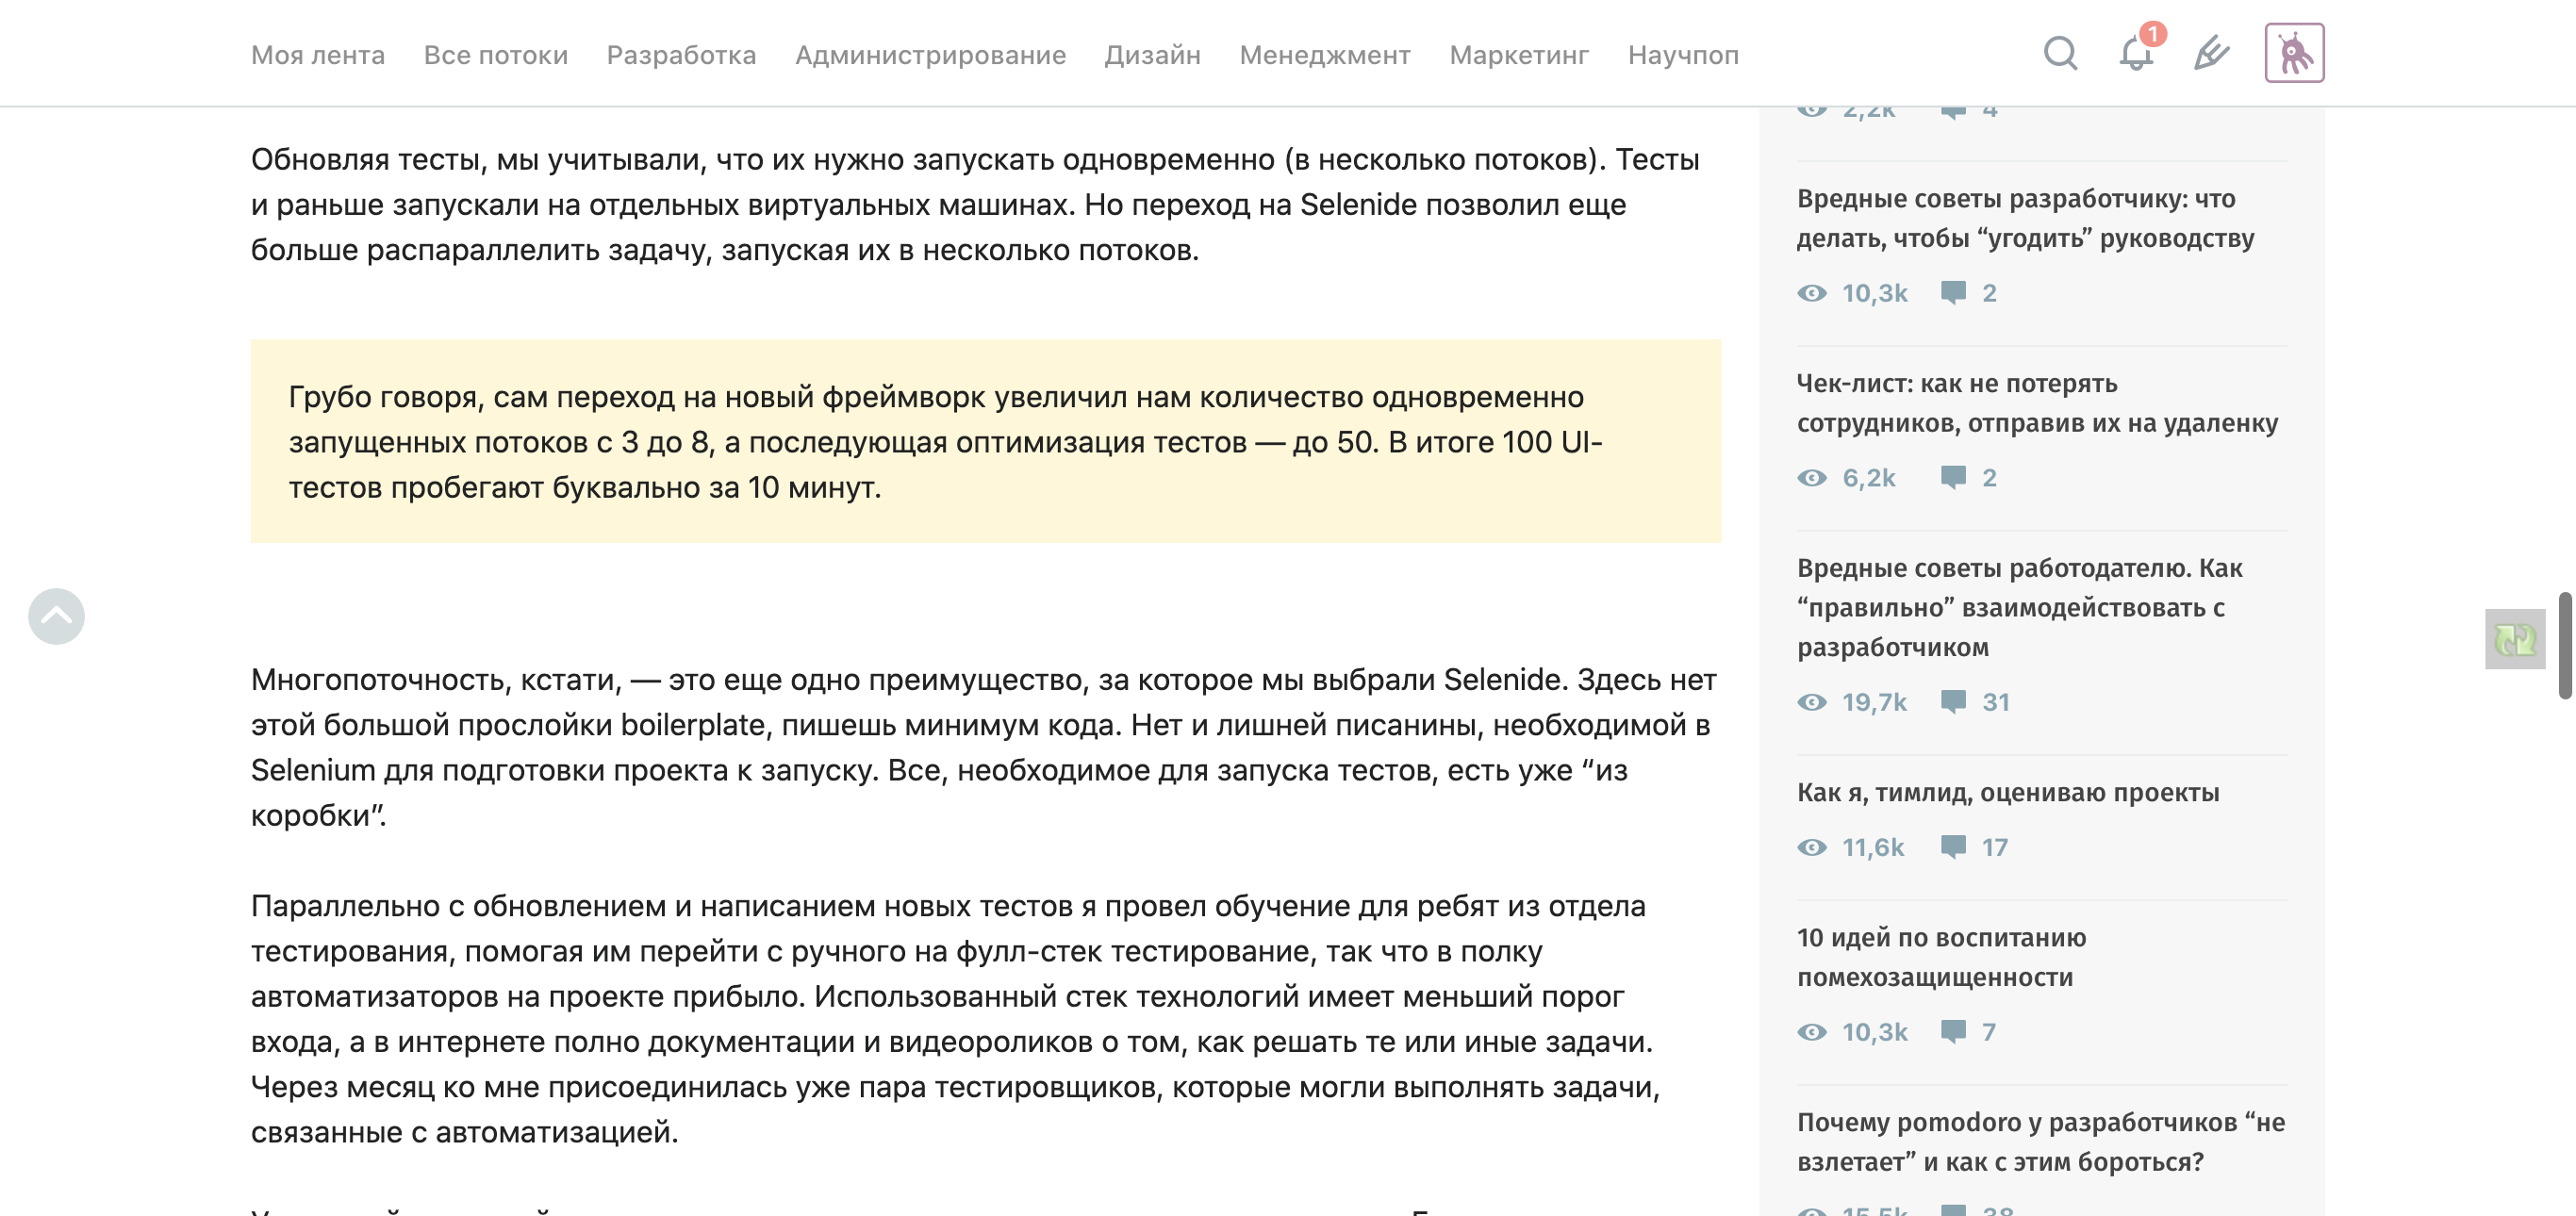 Моя лента Все потоки Разработка Администрирование Дизайн Менеджмент Маркетинг Научпоп
1
Обновляя тесты, мы учитывали, что их нужно запускать одновременно (в несколько потоков). Тесты
и раньше запускали на отдельных виртуальных машинах. Но переход на Selenide позволил еще
больше распараллелить задачу, запуская их в несколько потоков.
Грубо говоря, сам переход на новый фреймворк увеличил нам количество одновременно
запущенных потоков с 3 до 8, а последующая оптимизация тестов — до 50. В итоге 100 UI-
тестов пробегают буквально за 10 минут.
Многопоточность, кстати, — это еще одно преимущество, за которое мы выбрали Selenide. Здесь нет
этой большой прослойки boilerplate, пишешь минимум кода. Нет и лишней писанины, необходимой в
Selenium для подготовки проекта к запуску. Все, необходимое для запуска тестов, есть уже “из
коробки”.
Параллельно с обновлением и написанием новых тестов я провел обучение для ребят из отдела
тестирования, помогая им перейти с ручного на фулл-стек тестирование, так что в полку
автоматизаторов на проекте прибыло. Использованный стек технологий имеет меньший порог
входа, а в интернете полно документации и видеороликов о том, как решать те или иные задачи.
Через месяц ко мне присоединилась уже пара тестировщиков, которые могли выполнять задачи,
связанные с автоматизацией.
2,2k 4
Вредные советы разработчику: что
делать, чтобы “угодить” руководству
10,3k 2
Чек-лист: как не потерять
сотрудников, отправив их на удаленку
6,2k 2
Вредные советы работодателю. Как
“правильно” взаимодействовать с
разработчиком
19,7k 31
Как я, тимлид, оцениваю проекты
11,6k 17
10 идей по воспитанию
помехозащищенности
10,3k 7
Почему pomodoro у разработчиков “не
взлетает” и как с этим бороться?
15,5k 38